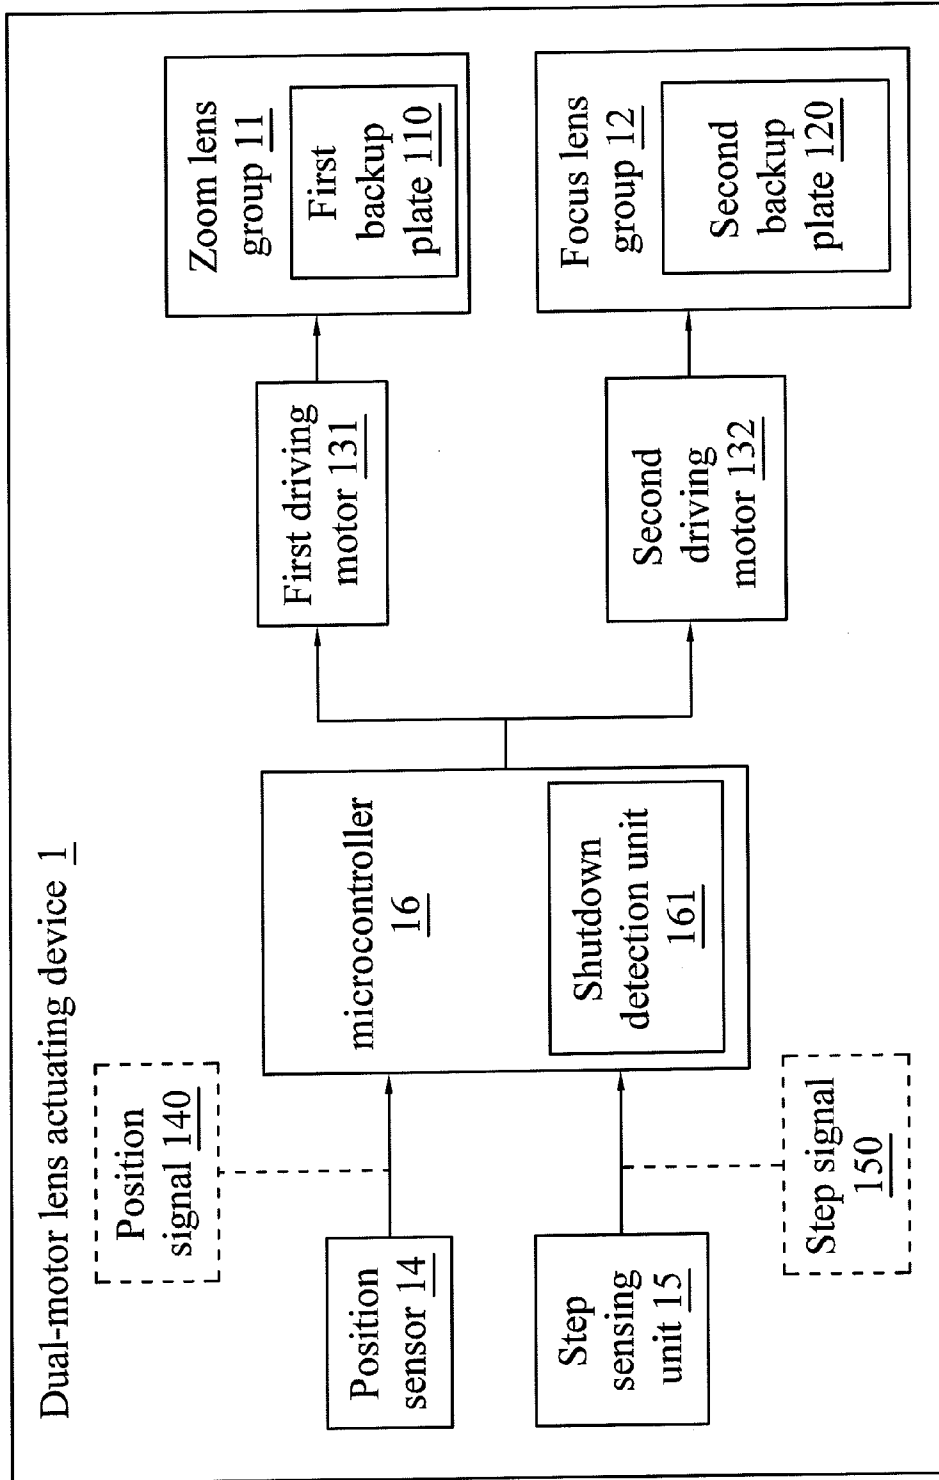 Dual-motor lens actuating device 1
Position
signal 140
Position
sensor 14
Step
sensing
unit 15
Step signal
150
microcontroller
16
Shutdown
detection unit
161
First driving
motor 131
Second
driving
motor 132
Zoom lens
group 11
First
backup
plate 110
Focus lens
group 12
Second
backup
plate 120